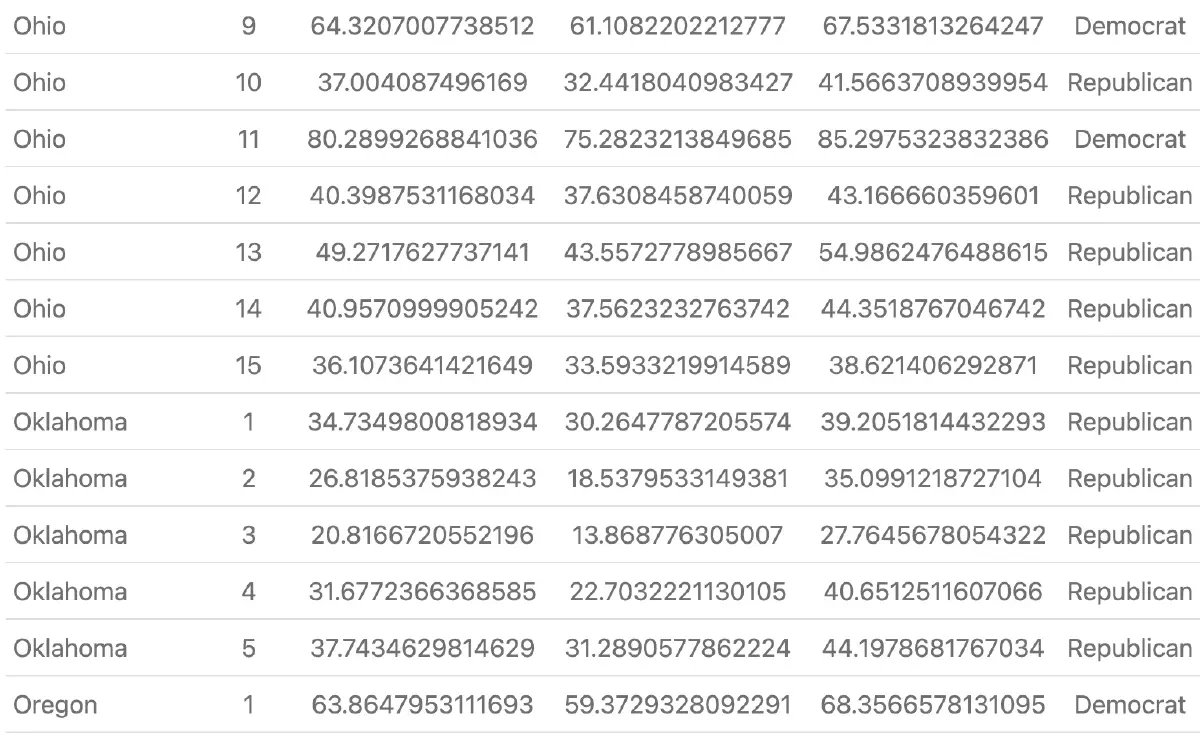 Ohio 9 64.3207007738512 61.1082202212777 67.5331813264247 Democrat
Ohio 10 37.004087496169 32.4418040983427 41.5663708939954 Republican
Ohio 11 80.2899268841036 75.2823213849685 85.2975323832386 Democrat
Ohio 12 40.3987531168034 37.6308458740059 43.166660359601 Republican
Ohio 13 49.2717627737141 43.5572778985667 54.9862476488615 Republican
Ohio 14 40.9570999905242 37.5623232763742 44.3518767046742 Republican
Ohio 15 36.1073641421649 33.5933219914589 38.621406292871 Republican
Oklahoma 1 34.7349800818934 30.2647787205574 39.2051814432293 Republican
Oklahoma 2 26.8185375938243 18.5379533149381 35.0991218727104 Republican
Oklahoma 3 20.8166720552196 13.868776305007 27.7645678054322 Republican
Oklahoma 4 31.6772366368585 22.7032221130105 40.6512511607066 Republican
Oklahoma 5 37.7434629814629 31.2890577862224 44.1978681767034 Republican
Oregon 1 63.8647953111693 59.3729328092291 68.3566578131095 Democrat